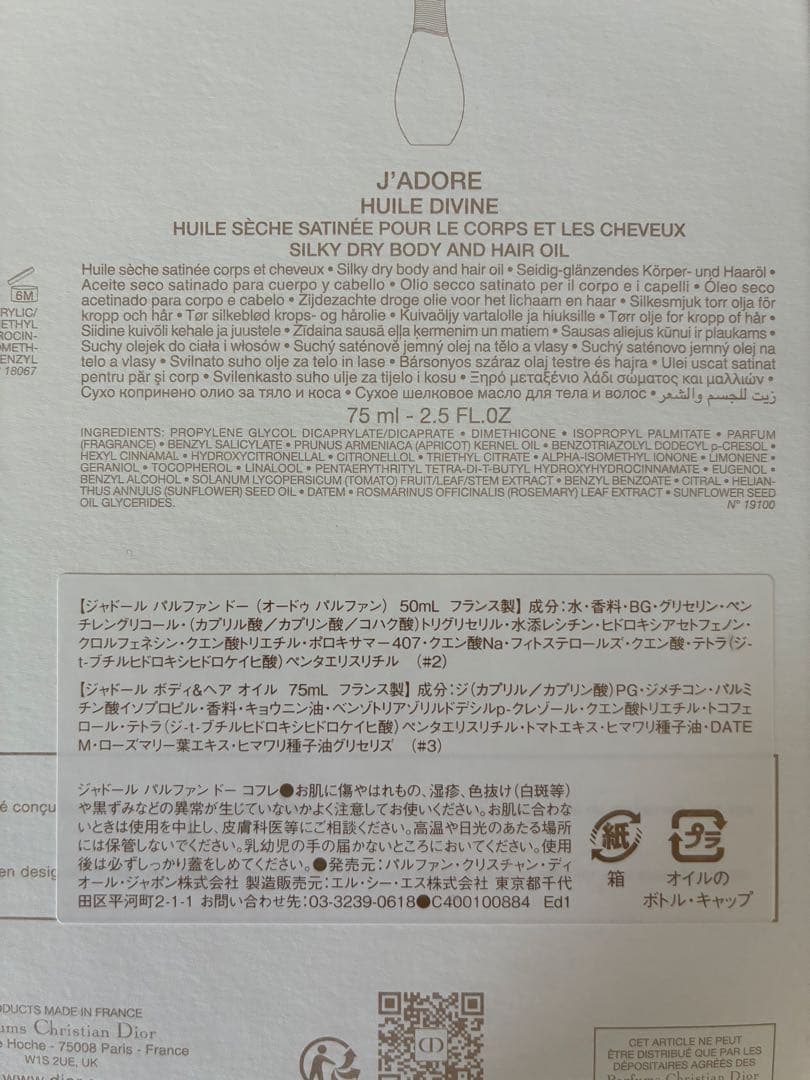 J'ADORE
HUILE DIVINE
HUILE SÈCHE SATINÉE POUR LE CORPS ET LES CHEVEUX
SILKY DRY BODY AND HAIR OIL
Huile sèche satinée corps et cheveux • Silky dry body and hair oil • Seidig-glänzendes Körper- und Haaröl •
Aceite seco satinado para cuerpo y cabello • Olio secco satinato per il corpo e i capelli • Óleo seco
acetinado para corpo e cabelo • Zijdezachte droge olie voor het lichaam en haar • Silkesmjuk torr olja för
kropp och hår • Tør silkeblød krops- og hårolie • Kuivaöljy vartalolle ja hiuksille • Tørr olje for kropp of hår •
Siidine kuivõli kehale ja juustele • Zīdaina sausā eļļa ķermenim un matiem • Sausas aliejus kūnui ir plaukams •
Suchy olejek do ciała i włosów • Suchý saténově jemný olej na tělo a vlasy • Suchý saténovo jemný olej na
telo a vlasy • Svilnato suho olje za telo in lase • Bársonyos száraz olaj testre és hajra • Ulei uscat satinat
pentru păr şi corp • Svilenkasto suho ulje za tijelo i kosu • Ξηρό μεταξένιο λάδι σώματος και μαλλιών •
Сухо копринено олио за тяло и коса • Сухое шелковое масло для тела и волос • زيت للجسم والشعر •
75 ml - 2.5 FL.OZ
INGREDIENTS: PROPYLENE GLYCOL DICAPRYLATE/DICAPRATE • DIMETHICONE • ISOPROPYL PALMITATE • PARFUM
(FRAGRANCE) • BENZYL SALICYLATE • PRUNUS ARMENIACA (APRICOT) KERNEL OIL • BENZOTRIAZOLYL DODECYL p-CRESOL •
HEXYL CINNAMAL • HYDROXYCITRONELLAL • CITRONELLOL • TRIETHYL CITRATE • ALPHA-ISOMETHYL IONONE • LIMONENE •
GERANIOL • TOCOPHEROL • LINALOOL • PENTAERYTHRITYL TETRA-DI-T-BUTYL HYDROXYHYDROCINNAMATE • EUGENOL •
BENZYL ALCOHOL • SOLANUM LYCOPERSICUM (TOMATO) FRUIT/LEAF/STEM EXTRACT • BENZYL BENZOATE • CITRAL • HELIAN-
THUS ANNUUS (SUNFLOWER) SEED OIL • DATEM • ROSMARINUS OFFICINALIS (ROSEMARY) LEAF EXTRACT • SUNFLOWER SEED
OIL GLYCERIDES.
N° 19100
6M
RYLIC/
METHYL
ROCIN-
OMETH-
BENZYL
° 18067
【ジャドール パルファン ドー (オードゥ パルファン) 50mL フランス製】 成分:水・香料・BG・グリセリン・ペン
チレングリコール・(カプリル酸/カプリン酸/コハク酸)トリグリセリル・水添レシチン・ヒドロキシアセトフェノン・
クロルフェネシン・クエン酸トリエチル・ポロキサマー407・クエン酸Na・フィトステロールズ・クエン酸・テトラ(ジ-
t-ブチルヒドロキシヒドロケイヒ酸)ペンタエリスリチル (#2)
【ジャドール ボディ&ヘア オイル 75mL フランス製】 成分:ジ(カプリル/カプリン酸)PG・ジメチコン・パルミ
チン酸イソプロピル・香料・キョウニン油・ベンゾトリアゾリルドデシルp-クレゾール・クエン酸トリエチル・トコフェ
ロール・テトラ(ジ-t-ブチルヒドロキシヒドロケイヒ酸)ペンタエリスリチル・トマトエキス・ヒマワリ種子油・DATE
M・ローズマリー葉エキス・ヒマワリ種子油グリセリズ (#3)
ジャドール パルファン ドー コフレ●お肌に傷やはれもの、湿疹、色抜け(白斑等)
や黒ずみなどの異常が生じていないかよく注意してお使いください。お肌に合わな
いときは使用を中止し、皮膚科医等にご相談ください。高温や日光のあたる場所
には保管しないでください。乳幼児の手の届かないところにおいてください。使用
後は必ずしっかり蓋をしめてください。●発売元:パルファン・クリスチャン・ディ
オール・ジャポン株式会社 製造販売元:エル・シー・エス株式会社 東京都千代
田区平河町2-1-1 お問い合わせ先:03-3239-0618●C400100884 Ed1
紙
箱
プラ
オイルの
ボトル・キャップ
é conçu
en desig
ODUCTS MADE IN FRANCE
ums Christian Dior
e Hoche - 75008 Paris - France
W1S 2UE, UK
www.dior.
CD
CET ARTICLE NE PEUT
ÊTRE DISTRIBUÉ QUE PAR LES
DÉPOSITAIRES AGRÉÉS DES
Parfums Christian Dior